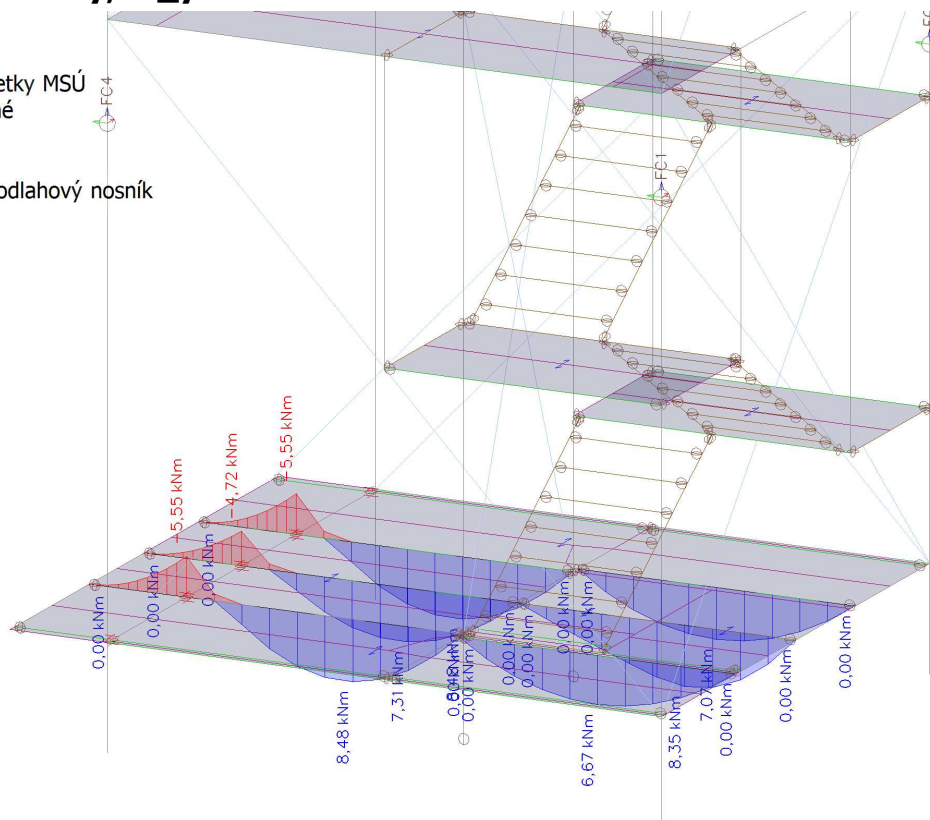 etky MSÚ
né
odlahový nosník
FC4
FC1
FC
-5,55 kNm
-4,72 kNm
-5,55 kNm
0,00 kNm
0,00 kNm
0,00 kNm
8,48 kNm
7,31 kNm
0,00 kNm
0,00 kNm
0,00 kNm
0,00 kNm
0,00 kNm
6,67 kNm
8,35 kNm
7,07 kNm
0,00 kNm
0,00 kNm
0,00 kNm